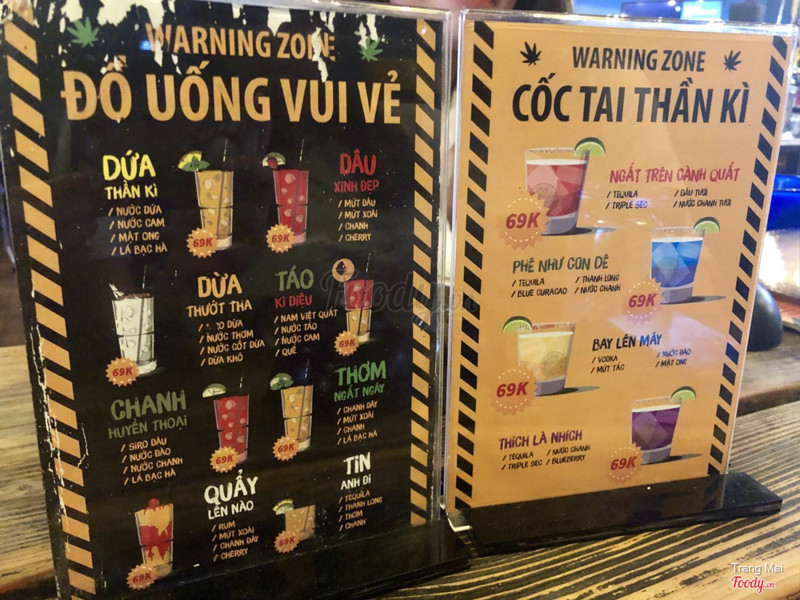 WARNING ZONE
ĐỒ UỐNG VUI VẺ
DỨA
THẦN KÌ
/ NƯỚC DỨA
/ NƯỚC CAM
/ MẬT ONG
/ LÁ BẠC HÀ
69K
DÂU
XINH ĐẸP
/ MỨT DÂU
/ MỨT XOÀI
/ CHANH
/ CHERRY
69K
DỪA
THƯỚT THA
/ SIRO DỪA
/ NƯỚC THƠM
/ NƯỚC CỐT DỪA
/ DỪA KHÔ
69K
TÁO
KÌ DIỆU
/ NAM VIỆT QUẤT
/ NƯỚC TÁO
/ NƯỚC CAM
/ QUẾ
69K
CHANH
HUYỀN THOẠI
/ SIRO DÂU
/ NƯỚC ĐÀO
/ NƯỚC CHANH
/ LÁ BẠC HÀ
69K
THƠM
NGẤT NGÂY
/ CHANH DÂY
/ MỨT XOÀI
/ CHANH
/ LÁ BẠC HÀ
69K
QUẨY
LÊN NÀO
/ RUM
/ MỨT XOÀI
/ CHANH DÂY
/ CHERRY
69K
TIN
ANH ĐI
/ TEQUILA
/ THANH LONG
/ THƠM
/ CHANH
69K
WARNING ZONE
CỐC TAI THẦN KÌ
NGẤT TRÊN CÀNH QUẤT
/ TEQUILA / DÂU TƯƠI
/ TRIPLE SEC / NƯỚC CHANH TƯƠI
69K
PHÊ NHƯ CON DÊ
/ TEQUILA / THANH LONG
/ BLUE CURACAO / NƯỚC CHANH
69K
BAY LÊN MÂY
/ VODKA / NƯỚC ĐÀO
/ MỨT TẮC / MẬT ONG
69K
THÍCH LÀ NHÍCH
/ TEQUILA / NƯỚC CHANH
/ TRIPLE SEC / BLUEBERRY
69K
Foody.vn
Trang Mai
Foody.vn